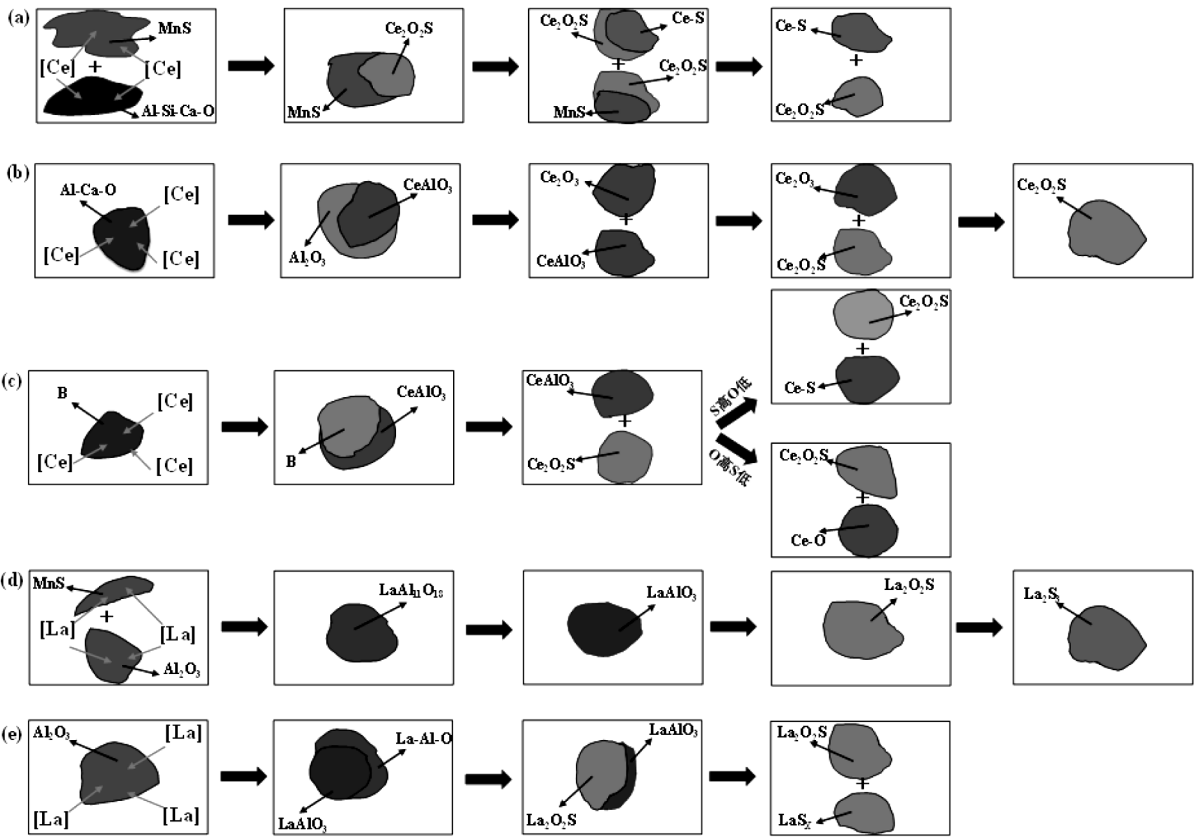 (a)
MnS
[Ce]
+
[Ce]
Al-Si-Ca-O
Ce₂O₂S
MnS
Ce₂O₂S
Ce-S
+
Ce₂O₂S
MnS
Ce-S
+
Ce₂O₂S
(b)
Al-Ca-O
[Ce]
[Ce]
[Ce]
CeAlO₃
Al₂O₃
Ce₂O₃
+
CeAlO₃
Ce₂O₃
+
Ce₂O₂S
Ce₂O₂S
(c)
B
[Ce]
[Ce]
[Ce]
CeAlO₃
B
CeAlO₃
+
Ce₂O₂S
S高O低
O高S低
Ce₂O₂S
+
Ce-S
Ce₂O₂S
+
Ce-O
(d)
MnS
+
[La]
[La]
Al₂O₃
LaAl₁₁O₁₈
LaAlO₃
La₂O₂S
La₂S₃
(e)
Al₂O₃
[La]
[La]
[La]
La-Al-O
LaAlO₃
LaAlO₃
La₂O₂S
La₂O₂S
+
LaSₓ